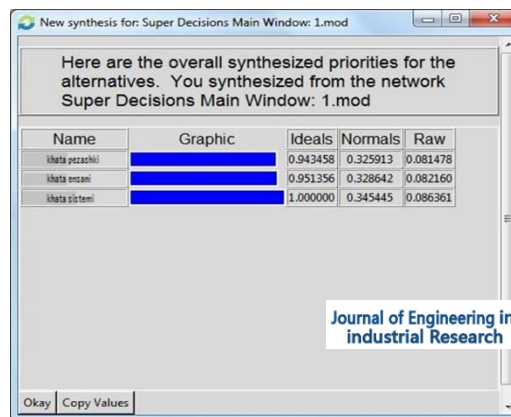 New synthesis for: Super Decisions Main Window: 1.mod
Here are the overall synthesized priorities for the
alternatives. You synthesized from the network
Super Decisions Main Window: 1.mod
Name Graphic Ideals Normals Raw
khata pezashki 0.943458 0.325913 0.081478
khata ensani 0.951356 0.328642 0.082160
khata sistemi 1.000000 0.345445 0.086361
Journal of Engineering in
industrial Research
Okay Copy Values